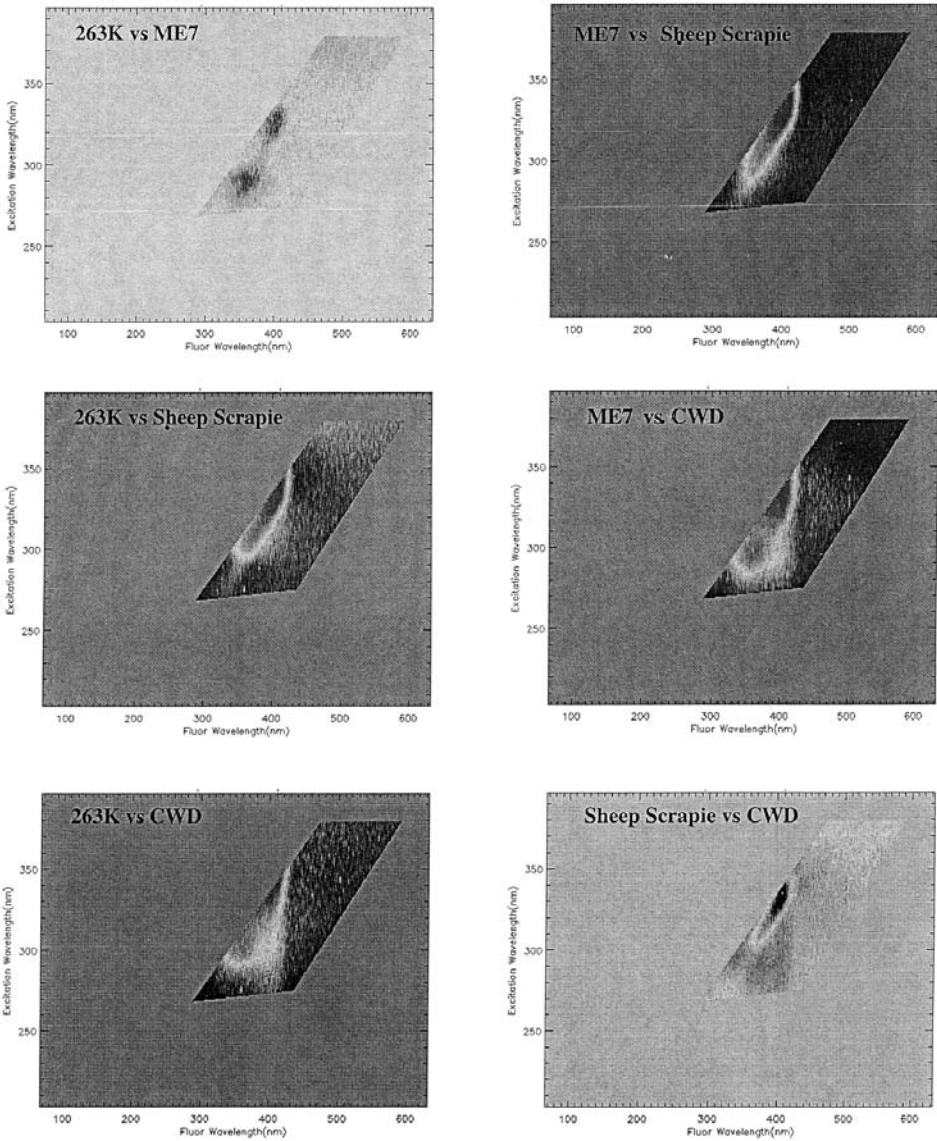 263K vs ME7
Excitation Wavelength(nm)
350
300
250
100 200 300 400 500 600
Fluor Wavelength(nm)
ME7 vs Sheep Scrapie
Excitation Wavelength(nm)
350
300
250
100 200 300 400 500 600
Fluor Wavelength(nm)
263K vs Sheep Scrapie
Excitation Wavelength(nm)
350
300
250
100 200 300 400 500 600
Fluor Wavelength(nm)
ME7 vs. CWD
Excitation Wavelength(nm)
350
300
250
100 200 300 400 500 600
Fluor Wavelength(nm)
263K vs CWD
Excitation Wavelength(nm)
350
300
250
100 200 300 400 500 600
Fluor Wavelength(nm)
Sheep Scrapie vs CWD
Excitation Wavelength(nm)
350
300
250
100 200 300 400 500 600
Fluor Wavelength(nm)